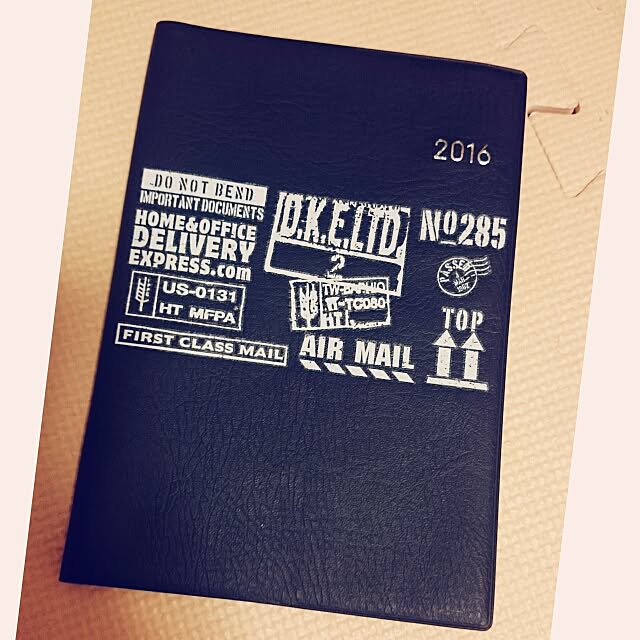 2016
DO NOT BEND
IMPORTANT DOCUMENTS
HOME&OFFICE
DELIVERY
EXPRESS.com
US-0131
HT MFPA
FIRST CLASS MAIL
D.K.E.LTD.
2
HT
AIR MAIL
Nº285
TOP